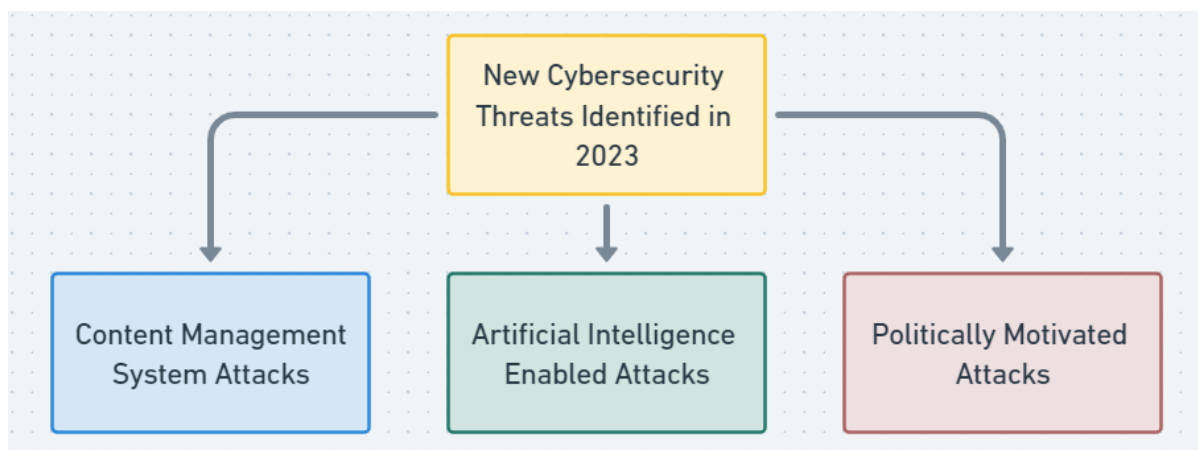 New Cybersecurity
Threats Identified in
2023
Content Management
System Attacks
Artificial Intelligence
Enabled Attacks
Politically Motivated
Attacks